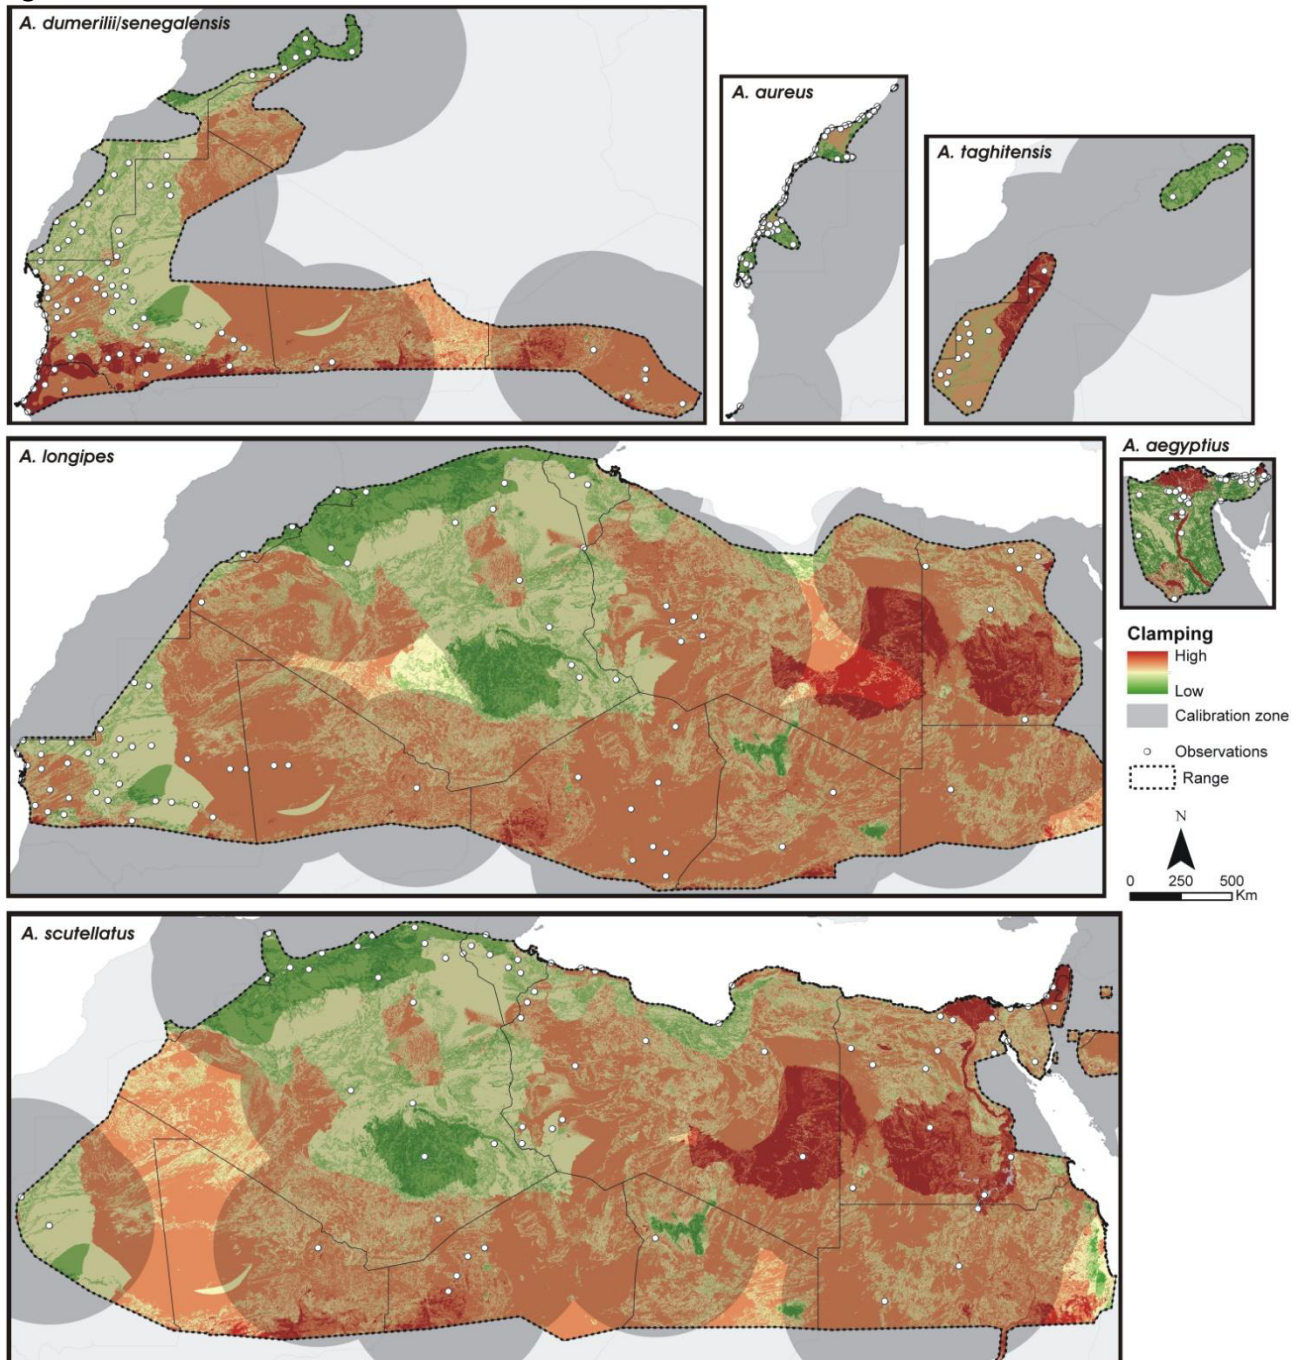 A. dumerilii/senegalensis
A. aureus
A. taghitensis
A. longipes
A. aegyptius
Clamping
High
Low
Calibration zone
Observations
Range
N
0 250 500
Km
A. scutellatus